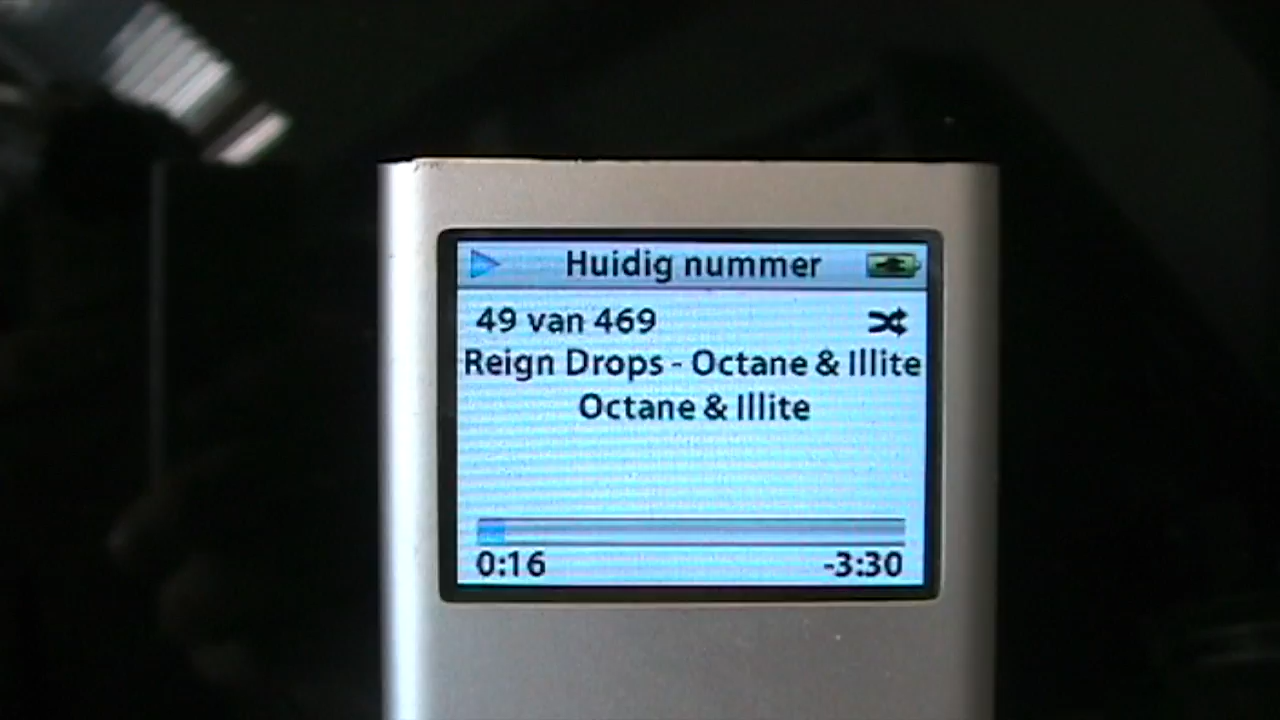 Huidig nummer
49 van 469
Reign Drops - Octane & Illite
Octane & Illite
0:16 -3:30